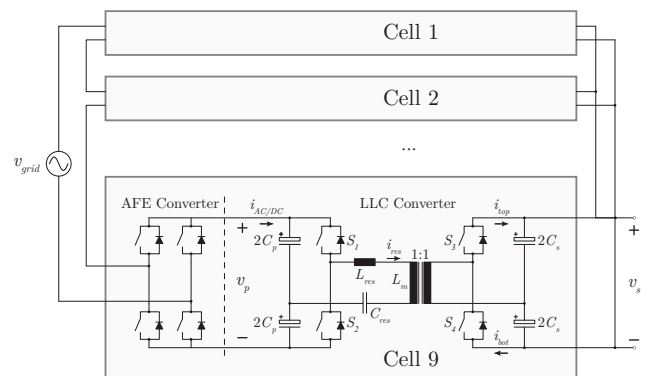 Cell 1
Cell 2
...
v_grid
AFE Converter
i_AC/DC
LLC Converter
i_top
+
2C_p
+
S_1
i_res
1:1
S_3
+
2C_s
+
v_p
L_res
L_m
v_s
C_res
+
2C_p
−
S_2
S_4
i_bot
+
2C_s
−
Cell 9